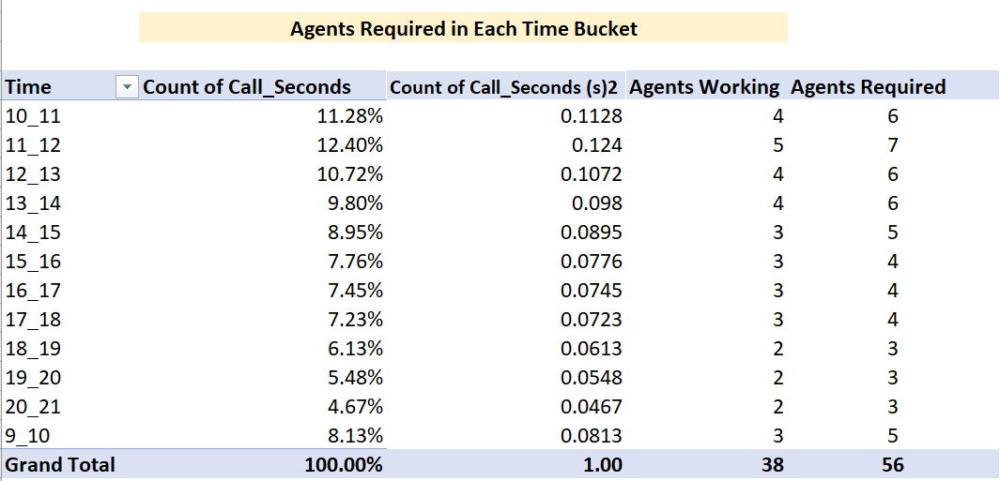 Agents Required in Each Time Bucket
Time Count of Call_Seconds Count of Call_Seconds (s)2 Agents Working Agents Required
10_11 11.28% 0.1128 4 6
11_12 12.40% 0.124 5 7
12_13 10.72% 0.1072 4 6
13_14 9.80% 0.098 4 6
14_15 8.95% 0.0895 3 5
15_16 7.76% 0.0776 3 4
16_17 7.45% 0.0745 3 4
17_18 7.23% 0.0723 3 4
18_19 6.13% 0.0613 2 3
19_20 5.48% 0.0548 2 3
20_21 4.67% 0.0467 2 3
9_10 8.13% 0.0813 3 5
Grand Total 100.00% 1.00 38 56